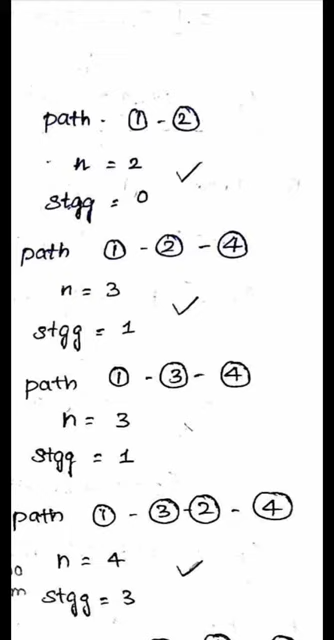 path . ① - ②
n = 2 ✓
stgg = 0
path ① - ② - ④
n = 3 ✓
stgg = 1
path ① - ③ - ④
n = 3
stgg = 1
path ① - ③ - ② - ④
n = 4 ✓
m stgg = 3